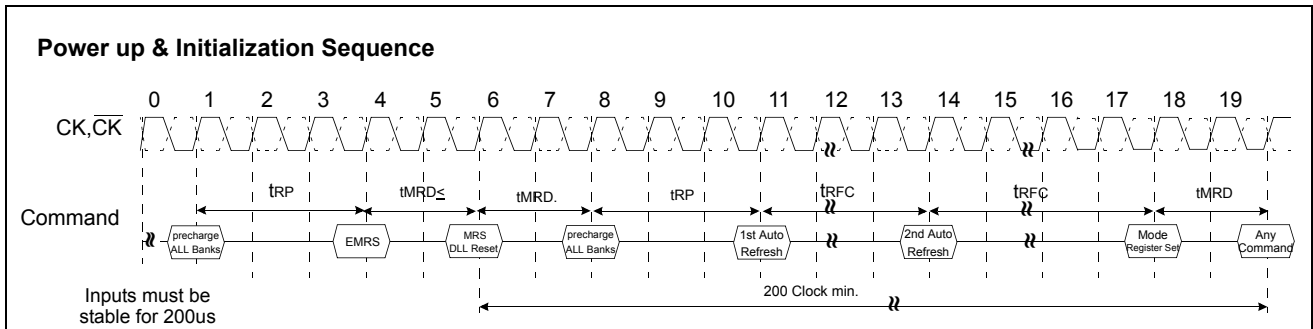 Power up & Initialization Sequence
0 1 2 3 4 5 6 7 8 9 10 11 12 13 14 15 16 17 18 19
CK,CK
tRP tMRD≤ tMRD. tRP tRFC tRFC tMRD
Command
precharge
ALL Banks
EMRS
MRS
DLL Reset
precharge
ALL Banks
1st Auto
Refresh
2nd Auto
Refresh
Mode
Register Set
Any
Command
200 Clock min.
Inputs must be
stable for 200us